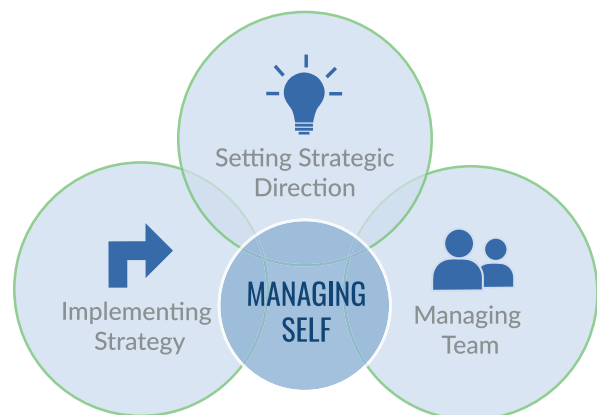 Setting Strategic
Direction
Implementing
Strategy
MANAGING
SELF
Managing
Team